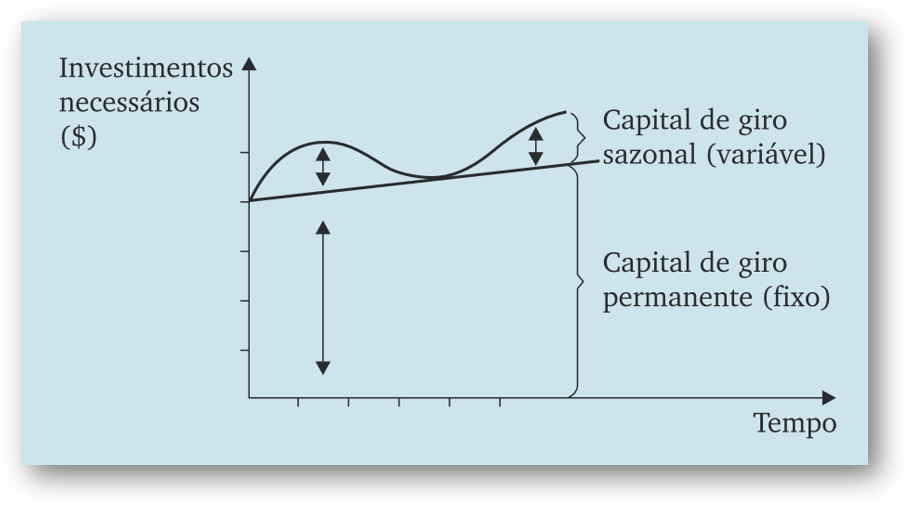 Investimentos
necessários
($)
Capital de giro
sazonal (variável)
Capital de giro
permanente (fixo)
Tempo